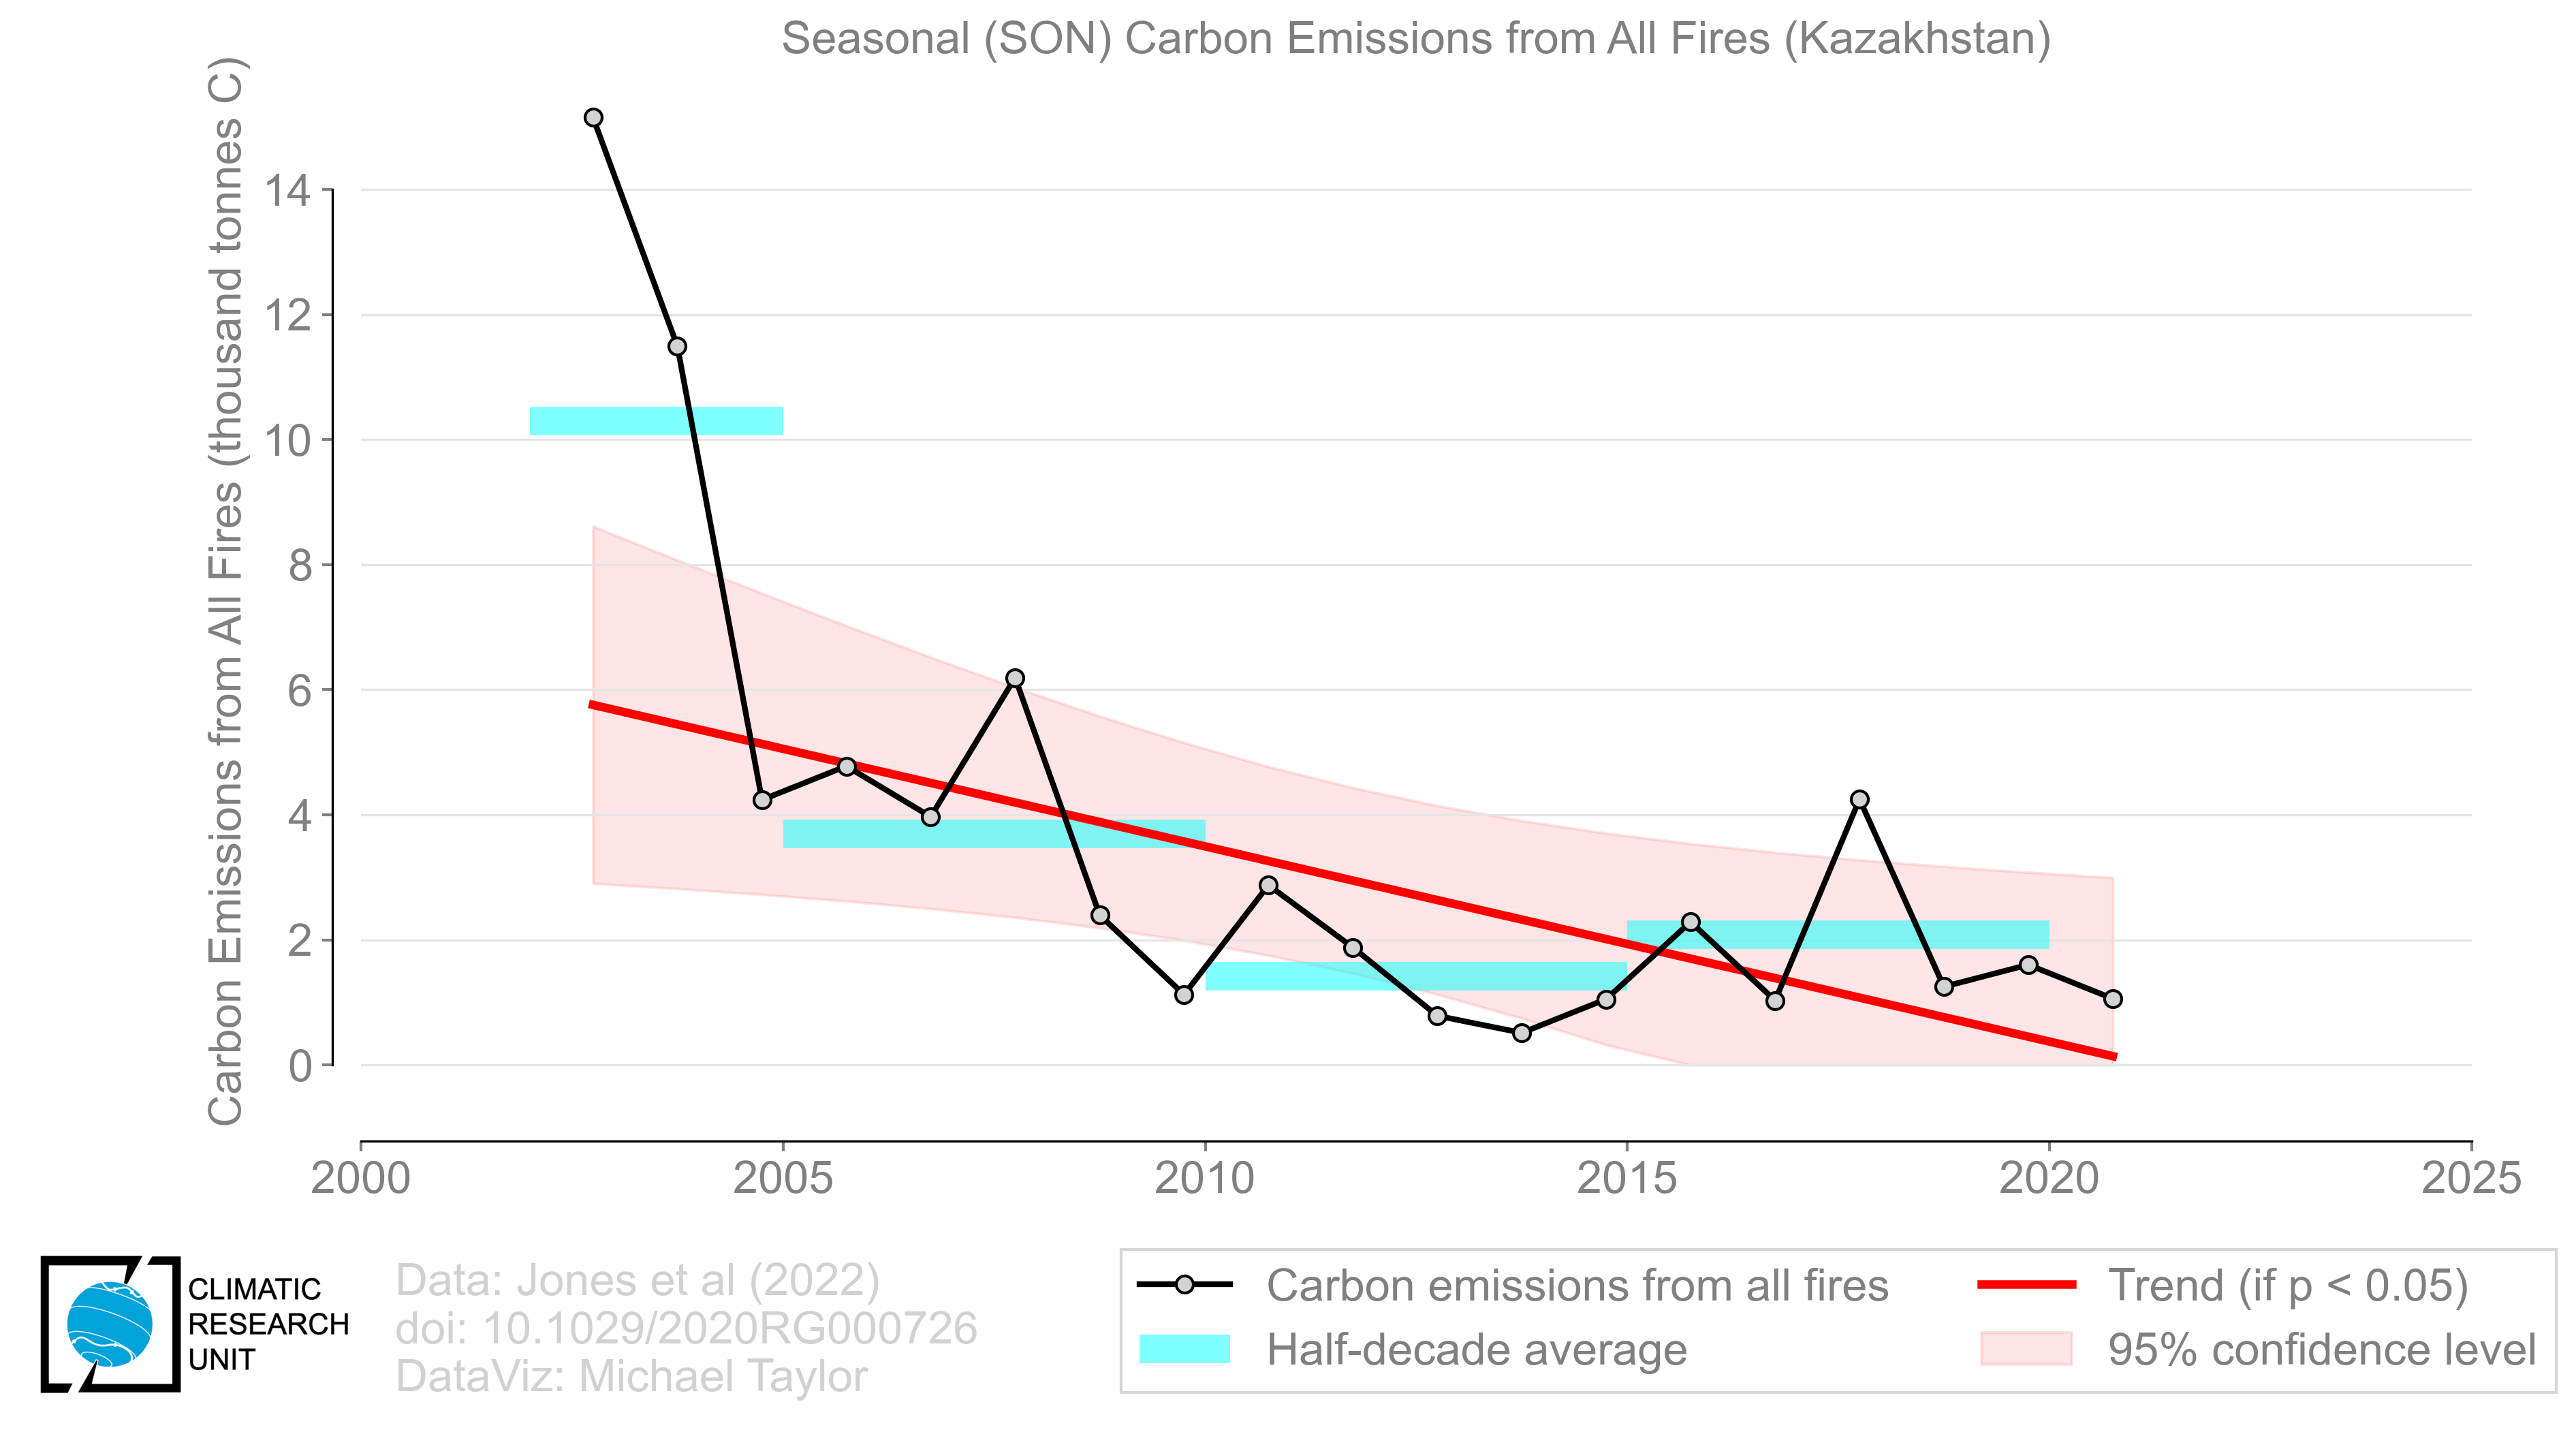 Seasonal (SON) Carbon Emissions from All Fires (Kazakhstan)
Carbon Emissions from All Fires (thousand tonnes C)
14
12
10
8
6
4
2
0
2000
2005
2010
2015
2020
2025
CLIMATIC
RESEARCH
UNIT
Data: Jones et al (2022)
doi: 10.1029/2020RG000726
DataViz: Michael Taylor
Carbon emissions from all fires
Half-decade average
Trend (if p < 0.05)
95% confidence level